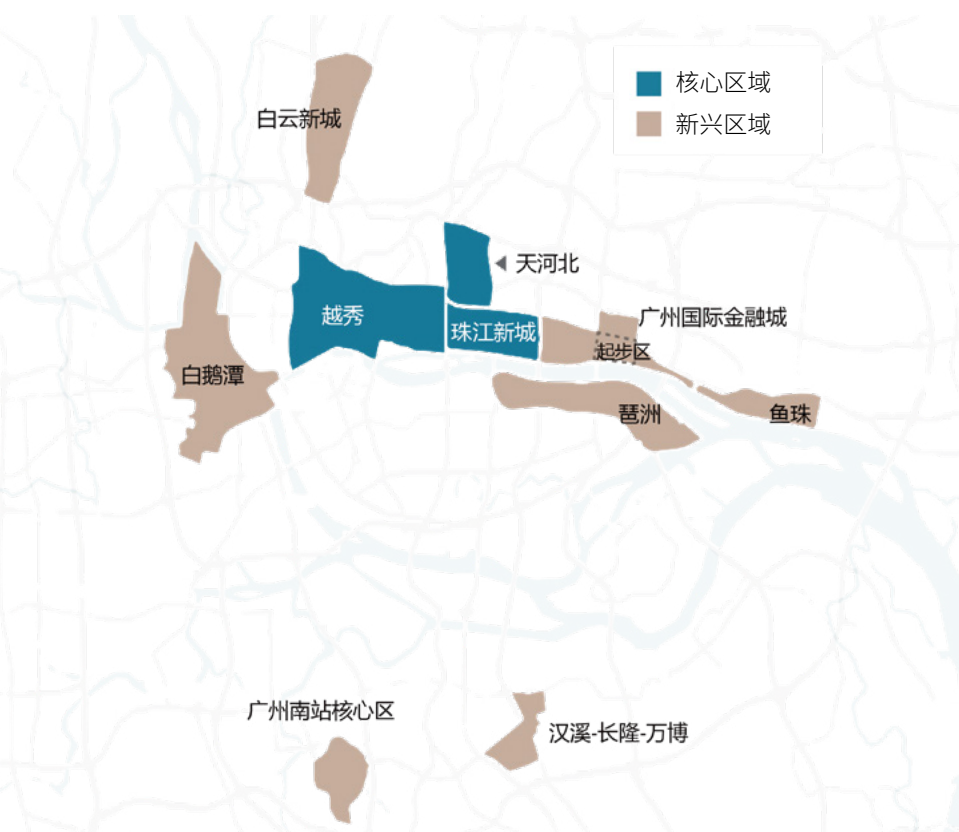 核心区域
新兴区域
白云新城
天河北
越秀
珠江新城
广州国际金融城
起步区
白鹅潭
琶洲
鱼珠
广州南站核心区
汉溪-长隆-万博